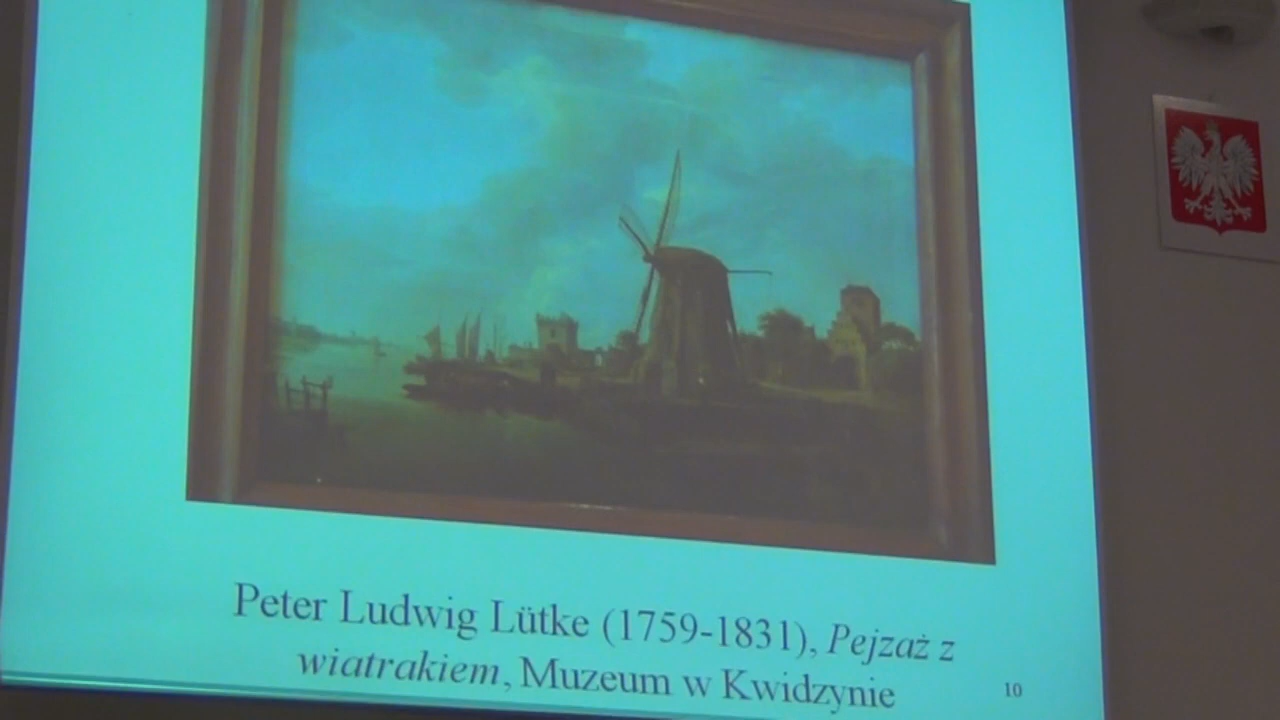 Peter Ludwig Lütke (1759-1831), Pejzaż z
wiatrakiem, Muzeum w Kwidzynie
10